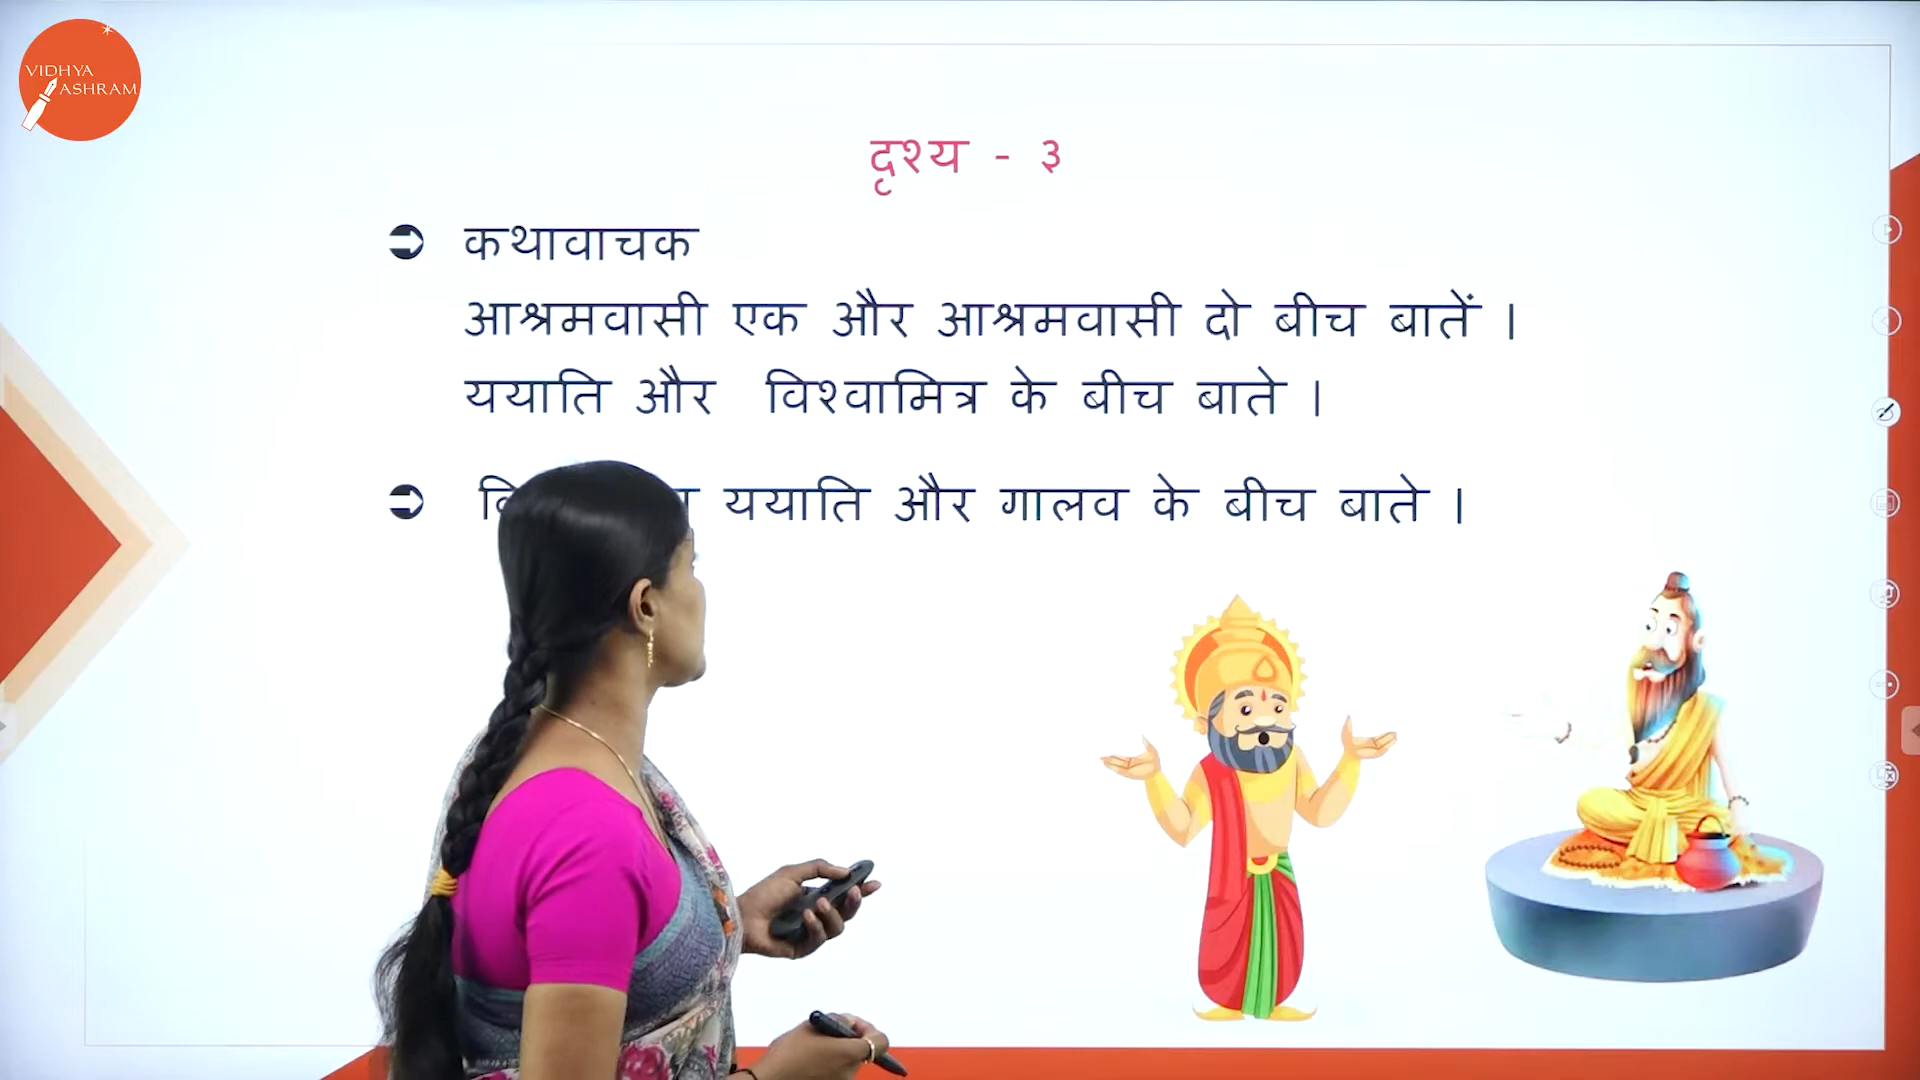 VIDHYA
ASHRAM
दृश्य - ३
कथावाचक
आश्रमवासी एक और आश्रमवासी दो बीच बातें ।
ययाति और विश्वामित्र के बीच बाते ।
ययाति और गालव के बीच बाते ।